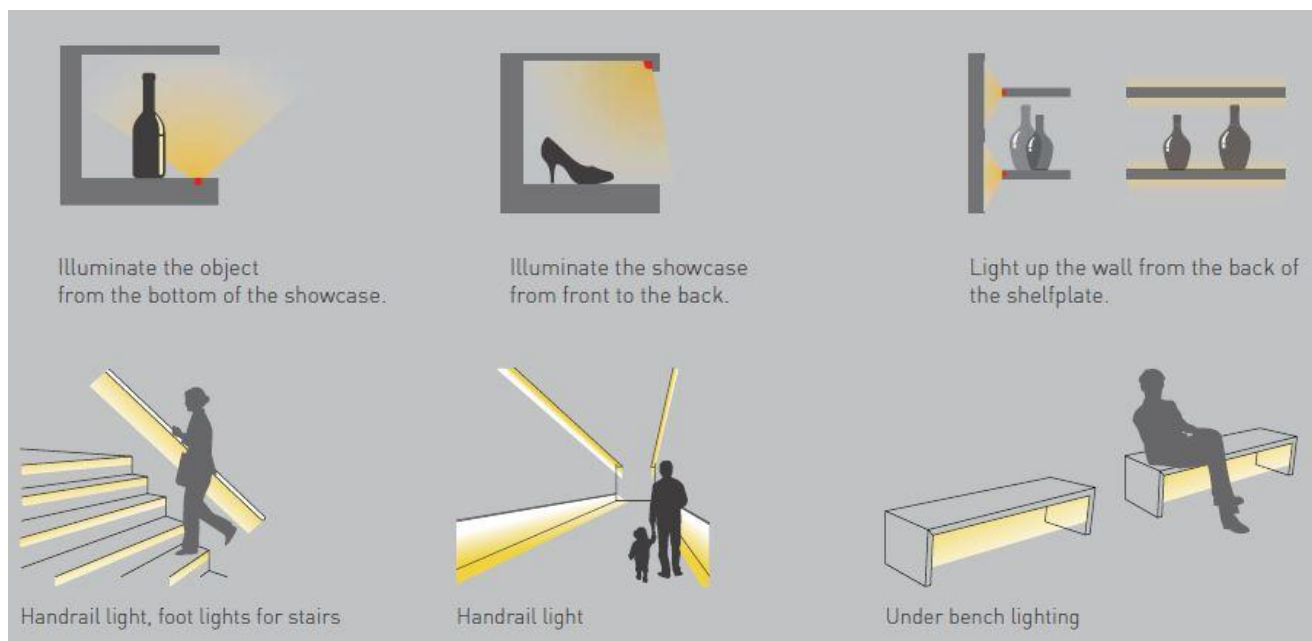 Illuminate the object
from the bottom of the showcase.
Illuminate the showcase
from front to the back.
Light up the wall from the back of
the shelfplate.
Handrail light, foot lights for stairs
Handrail light
Under bench lighting